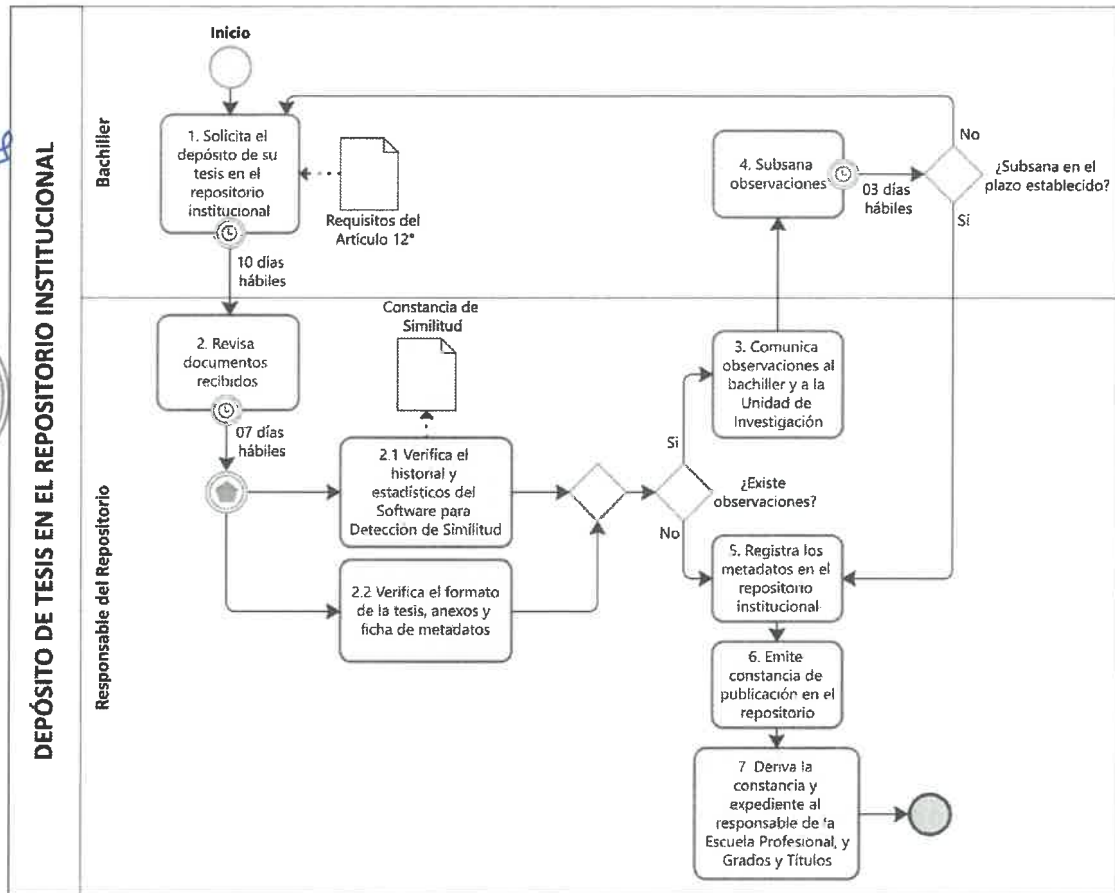 DEPÓSITO DE TESIS EN EL REPOSITORIO INSTITUCIONAL
Bachiller
Inicio
1. Solicita el
depósito de su
tesis en el
repositorio
institucional
Requisitos del
Artículo 12°
10 días
hábiles
4. Subsana
observaciones
03 días
hábiles
No
¿Subsana en el
plazo establecido?
Sí
Responsable del Repositorio
2. Revisa
documentos
recibidos
07 días
hábiles
Constancia de
Similitud
2.1 Verifica el
historial y
estadísticos del
Software para
Detección de Similitud
2.2 Verifica el formato
de la tesis, anexos y
ficha de metadatos
Si
¿Existe
observaciones?
No
3. Comunica
observaciones al
bachiller y a la
Unidad de
Investigación
5. Registra los
metadatos en el
repositorio
institucional
6. Emite
constancia de
publicación en el
repositorio
7 Deriva la
constancia y
expediente al
responsable de la
Escuela Profesional, y
Grados y Títulos